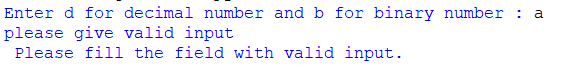 Enter d for decimal number and b for binary number : a
please give valid input
 Please fill the field with valid input.